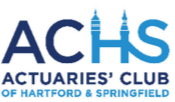 ACHS
ACTUARIES' CLUB
OF HARTFORD & SPRINGFIELD